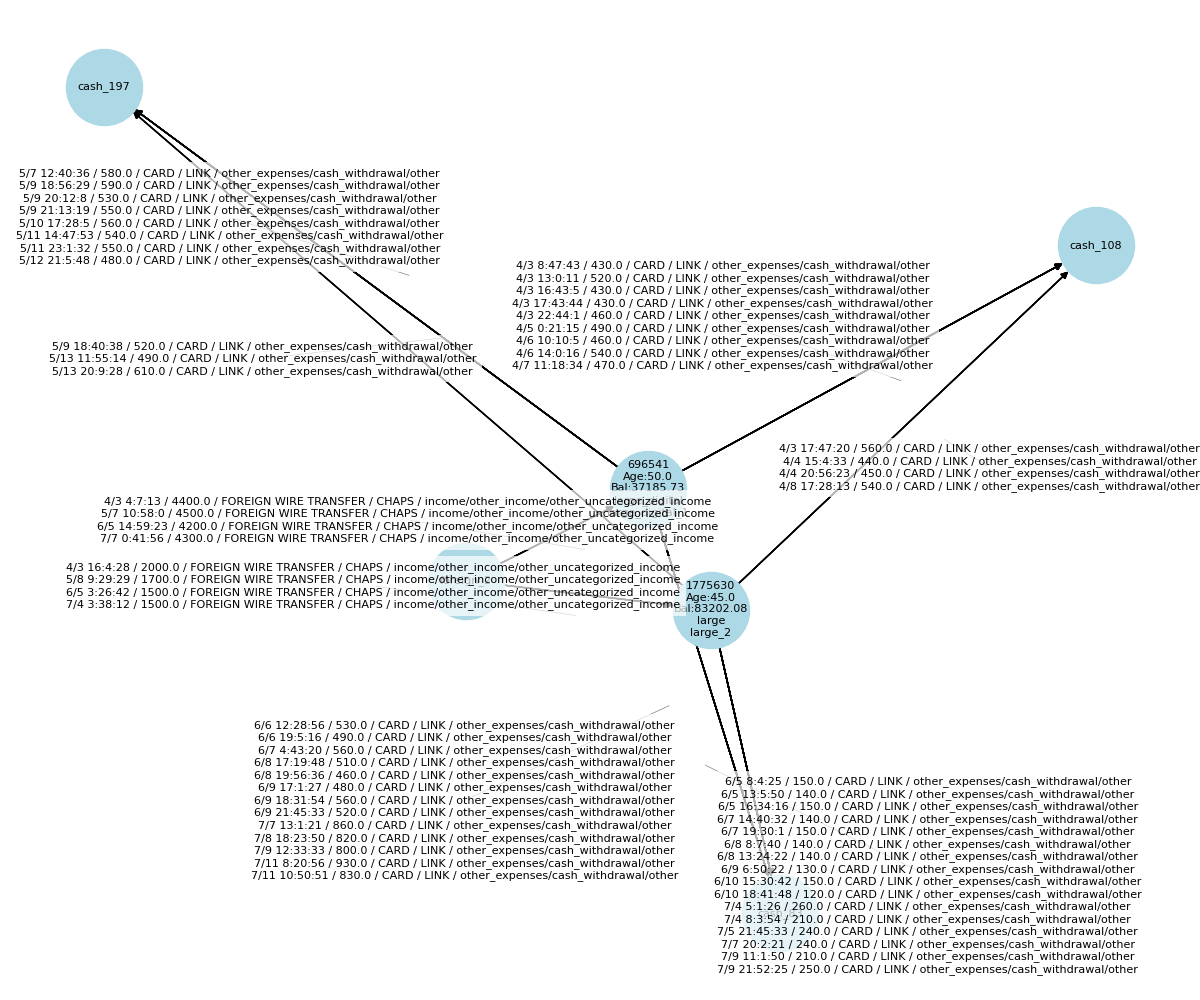 cash_197
5/7 12:40:36 / 580.0 / CARD / LINK / other_expenses/cash_withdrawal/other
5/9 18:56:29 / 590.0 / CARD / LINK / other_expenses/cash_withdrawal/other
5/9 20:12:8 / 530.0 / CARD / LINK / other_expenses/cash_withdrawal/other
5/9 21:13:19 / 550.0 / CARD / LINK / other_expenses/cash_withdrawal/other
5/10 17:28:5 / 560.0 / CARD / LINK / other_expenses/cash_withdrawal/other
5/11 14:47:53 / 540.0 / CARD / LINK / other_expenses/cash_withdrawal/other
5/11 23:1:32 / 550.0 / CARD / LINK / other_expenses/cash_withdrawal/other
5/12 21:5:48 / 480.0 / CARD / LINK / other_expenses/cash_withdrawal/other
cash_108
4/3 8:47:43 / 430.0 / CARD / LINK / other_expenses/cash_withdrawal/other
4/3 13:0:11 / 520.0 / CARD / LINK / other_expenses/cash_withdrawal/other
4/3 16:43:5 / 430.0 / CARD / LINK / other_expenses/cash_withdrawal/other
4/3 17:43:44 / 430.0 / CARD / LINK / other_expenses/cash_withdrawal/other
4/3 22:44:1 / 460.0 / CARD / LINK / other_expenses/cash_withdrawal/other
4/5 0:21:15 / 490.0 / CARD / LINK / other_expenses/cash_withdrawal/other
4/6 10:10:5 / 460.0 / CARD / LINK / other_expenses/cash_withdrawal/other
4/6 14:0:16 / 540.0 / CARD / LINK / other_expenses/cash_withdrawal/other
4/7 11:18:34 / 470.0 / CARD / LINK / other_expenses/cash_withdrawal/other
5/9 18:40:38 / 520.0 / CARD / LINK / other_expenses/cash_withdrawal/other
5/13 11:55:14 / 490.0 / CARD / LINK / other_expenses/cash_withdrawal/other
5/13 20:9:28 / 610.0 / CARD / LINK / other_expenses/cash_withdrawal/other
4/3 17:47:20 / 560.0 / CARD / LINK / other_expenses/cash_withdrawal/other
4/4 15:4:33 / 440.0 / CARD / LINK / other_expenses/cash_withdrawal/other
4/4 20:56:23 / 450.0 / CARD / LINK / other_expenses/cash_withdrawal/other
4/8 17:28:13 / 540.0 / CARD / LINK / other_expenses/cash_withdrawal/other
696541
Age:50.0
Bal:37185.73
4/3 4:7:13 / 4400.0 / FOREIGN WIRE TRANSFER / CHAPS / income/other_income/other_uncategorized_income
5/7 10:58:0 / 4500.0 / FOREIGN WIRE TRANSFER / CHAPS / income/other_income/other_uncategorized_income
6/5 14:59:23 / 4200.0 / FOREIGN WIRE TRANSFER / CHAPS / income/other_income/other_uncategorized_income
7/7 0:41:56 / 4300.0 / FOREIGN WIRE TRANSFER / CHAPS / income/other_income/other_uncategorized_income
4/3 16:4:28 / 2000.0 / FOREIGN WIRE TRANSFER / CHAPS / income/other_income/other_uncategorized_income
5/8 9:29:29 / 1700.0 / FOREIGN WIRE TRANSFER / CHAPS / income/other_income/other_uncategorized_income
6/5 3:26:42 / 1500.0 / FOREIGN WIRE TRANSFER / CHAPS / income/other_income/other_uncategorized_income
7/4 3:38:12 / 1500.0 / FOREIGN WIRE TRANSFER / CHAPS / income/other_income/other_uncategorized_income
1775630
Age:45.0
Bal:83202.08
large
large_2
6/6 12:28:56 / 530.0 / CARD / LINK / other_expenses/cash_withdrawal/other
6/6 19:5:16 / 490.0 / CARD / LINK / other_expenses/cash_withdrawal/other
6/7 4:43:20 / 560.0 / CARD / LINK / other_expenses/cash_withdrawal/other
6/8 17:19:48 / 510.0 / CARD / LINK / other_expenses/cash_withdrawal/other
6/8 19:56:36 / 460.0 / CARD / LINK / other_expenses/cash_withdrawal/other
6/9 17:1:27 / 480.0 / CARD / LINK / other_expenses/cash_withdrawal/other
6/9 18:31:54 / 560.0 / CARD / LINK / other_expenses/cash_withdrawal/other
6/9 21:45:33 / 520.0 / CARD / LINK / other_expenses/cash_withdrawal/other
7/7 13:1:21 / 860.0 / CARD / LINK / other_expenses/cash_withdrawal/other
7/8 18:23:50 / 820.0 / CARD / LINK / other_expenses/cash_withdrawal/other
7/9 12:33:33 / 800.0 / CARD / LINK / other_expenses/cash_withdrawal/other
7/11 8:20:56 / 930.0 / CARD / LINK / other_expenses/cash_withdrawal/other
7/11 10:50:51 / 830.0 / CARD / LINK / other_expenses/cash_withdrawal/other
6/5 8:4:25 / 150.0 / CARD / LINK / other_expenses/cash_withdrawal/other
6/5 13:5:50 / 140.0 / CARD / LINK / other_expenses/cash_withdrawal/other
6/5 16:34:16 / 150.0 / CARD / LINK / other_expenses/cash_withdrawal/other
6/7 14:40:32 / 140.0 / CARD / LINK / other_expenses/cash_withdrawal/other
6/7 19:30:1 / 150.0 / CARD / LINK / other_expenses/cash_withdrawal/other
6/8 8:7:40 / 140.0 / CARD / LINK / other_expenses/cash_withdrawal/other
6/8 13:24:22 / 140.0 / CARD / LINK / other_expenses/cash_withdrawal/other
6/9 6:50:22 / 130.0 / CARD / LINK / other_expenses/cash_withdrawal/other
6/10 15:30:42 / 150.0 / CARD / LINK / other_expenses/cash_withdrawal/other
6/10 18:41:48 / 120.0 / CARD / LINK / other_expenses/cash_withdrawal/other
7/4 5:1:26 / 260.0 / CARD / LINK / other_expenses/cash_withdrawal/other
7/4 8:3:54 / 210.0 / CARD / LINK / other_expenses/cash_withdrawal/other
7/5 21:45:33 / 240.0 / CARD / LINK / other_expenses/cash_withdrawal/other
7/7 20:2:21 / 240.0 / CARD / LINK / other_expenses/cash_withdrawal/other
7/9 11:1:50 / 210.0 / CARD / LINK / other_expenses/cash_withdrawal/other
7/9 21:52:25 / 250.0 / CARD / LINK / other_expenses/cash_withdrawal/other